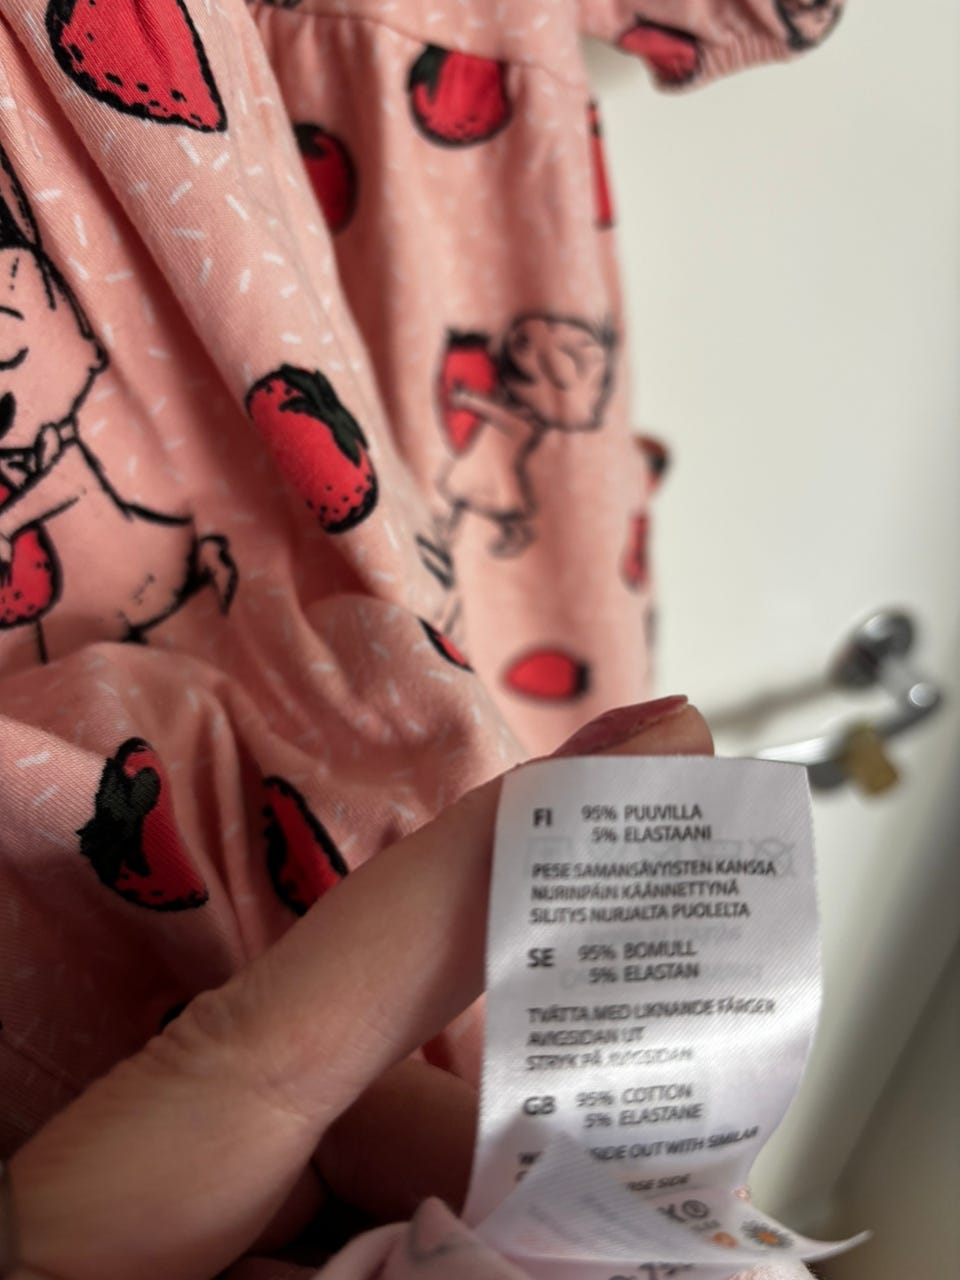 FI 95% PUUVILLA
5% ELASTAANI
PESE SAMANSÄVYISTEN KANSSA
NURINPÄIN KÄÄNNETTYNÄ
SILITYS NURJALTA PUOLELTA
SE 95% BOMULL
5% ELASTAN
TVÄTTA MED LIKNANDE FÄRGER
AVIGSIDAN UT
STRYK PÅ AVIGSIDAN
GB 95% COTTON
5% ELASTANE
OUT WITH SIMILAR
SIDE